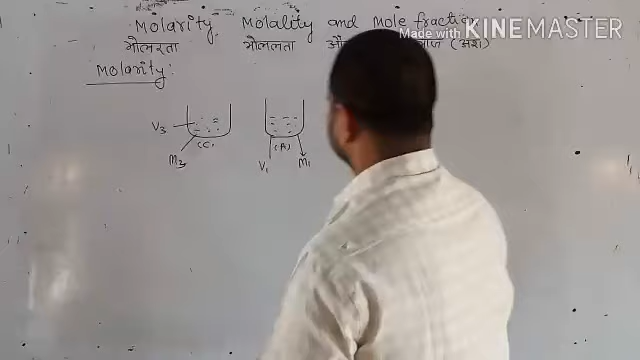 Molarity, Molality and Mole fraction
Made with KINEMASTER
मोलरता मोललता औ (अंश)
Molarity:
V3
(C)
M3
(A)
V1
M1